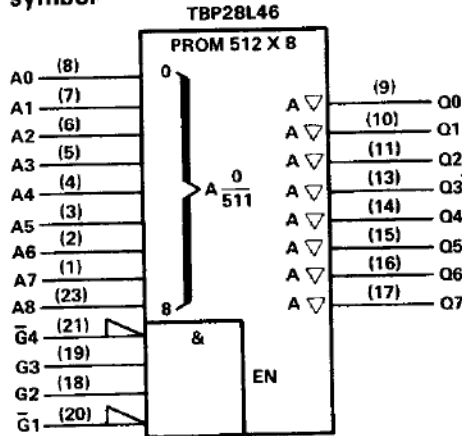 symbol
TBP28L46
PROM 512 X 8
A0 (8) 0
A1 (7)
A2 (6)
A3 (5)
A4 (4)
A5 (3)
A6 (2)
A7 (1)
A8 (23) 8
A 0/511
A ▽ (9) Q0
A ▽ (10) Q1
A ▽ (11) Q2
A ▽ (13) Q3
A ▽ (14) Q4
A ▽ (15) Q5
A ▽ (16) Q6
A ▽ (17) Q7
G̅4 (21)
G3 (19)
G2 (18)
G̅1 (20)
&
EN